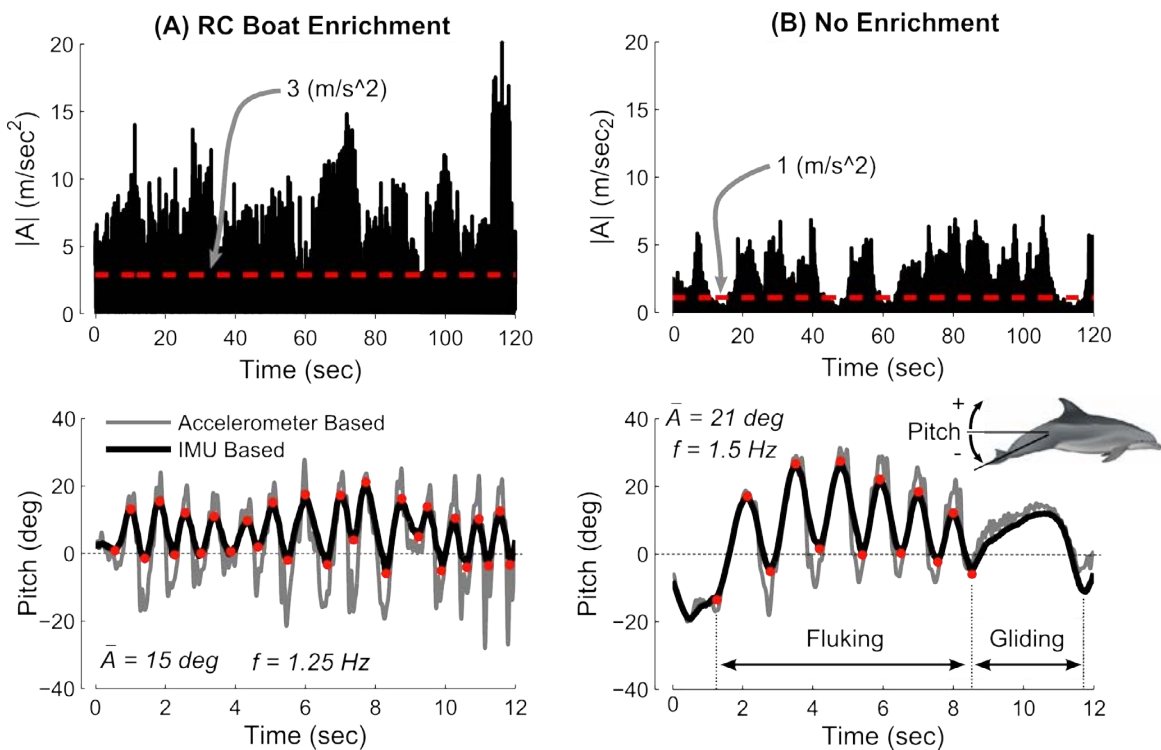 (A) RC Boat Enrichment
|A| (m/sec²)
20
15
10
5
0
3 (m/s^2)
0 20 40 60 80 100 120
Time (sec)
(B) No Enrichment
|A| (m/sec₂)
20
15
10
5
0
1 (m/s^2)
0 20 40 60 80 100 120
Time (sec)
Pitch (deg)
40
20
0
−20
−40
Accelerometer Based
IMU Based
A̅ = 15 deg f = 1.25 Hz
0 2 4 6 8 10 12
Time (sec)
Pitch (deg)
40
20
0
−20
−40
A̅ = 21 deg
f = 1.5 Hz
+
Pitch
-
Fluking
Gliding
0 2 4 6 8 10 12
Time (sec)